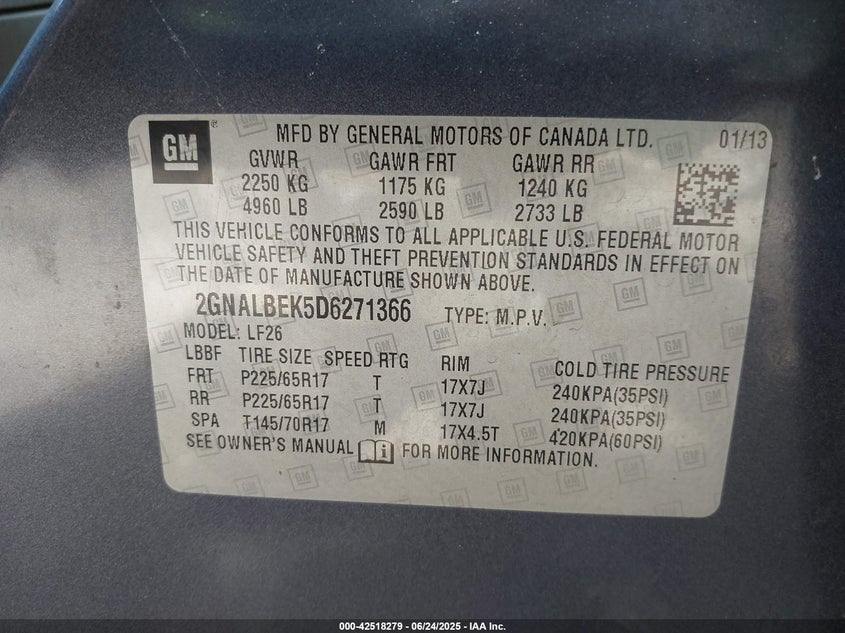 GM
MFD BY GENERAL MOTORS OF CANADA LTD. 01/13
GVWR GAWR FRT GAWR RR
2250 KG 1175 KG 1240 KG
4960 LB 2590 LB 2733 LB
THIS VEHICLE CONFORMS TO ALL APPLICABLE U.S. FEDERAL MOTOR
VEHICLE SAFETY AND THEFT PREVENTION STANDARDS IN EFFECT ON
THE DATE OF MANUFACTURE SHOWN ABOVE.
2GNALBEK5D6271366 TYPE: M.P.V.
MODEL: LF26
LBBF TIRE SIZE SPEED RTG RIM COLD TIRE PRESSURE
FRT P225/65R17 T 17X7J 240KPA(35PSI)
RR P225/65R17 T 17X7J 240KPA(35PSI)
SPA T145/70R17 M 17X4.5T 420KPA(60PSI)
SEE OWNER'S MANUAL FOR MORE INFORMATION.
000-42518279 - 06/24/2025 - IAA Inc.